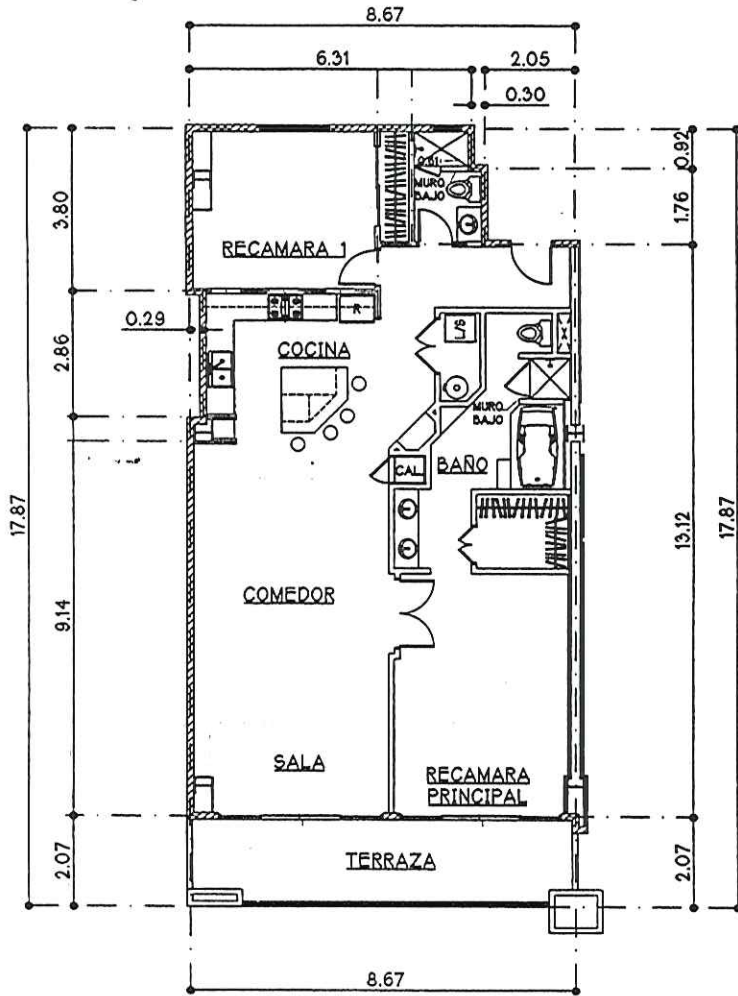 8.67
6.31
2.05
0.30
0.92
1.76
3.80
0.61
MURO
BAJO
RECAMARA 1
0.29
R
L/S
COCINA
2.86
MURO
BAJO
CAL
BAÑO
17.87
13.12
17.87
COMEDOR
9.14
SALA
RECAMARA
PRINCIPAL
TERRAZA
2.07
2.07
8.67